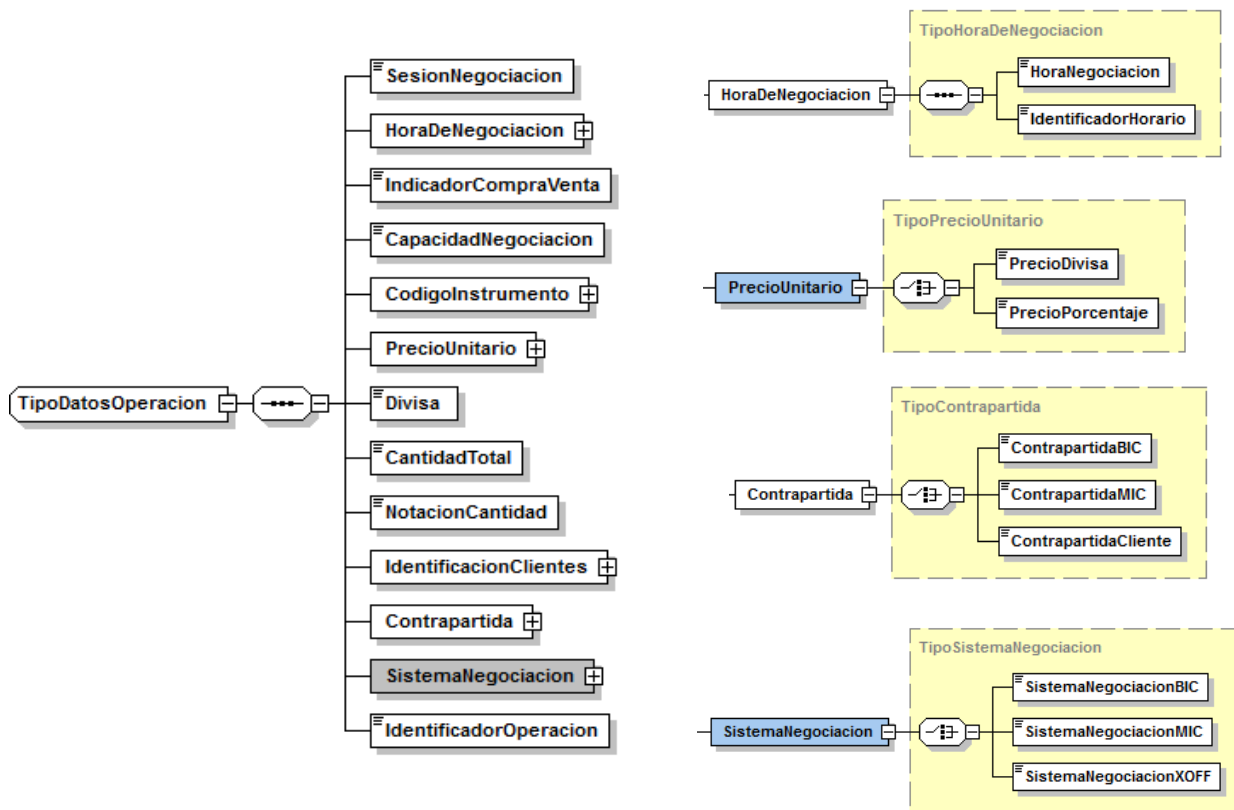 TipoDatosOperacion
SesionNegociacion
HoraDeNegociacion
IndicadorCompraVenta
CapacidadNegociacion
CodigoInstrumento
PrecioUnitario
Divisa
CantidadTotal
NotacionCantidad
IdentificacionClientes
Contrapartida
SistemaNegociacion
IdentificadorOperacion
TipoHoraDeNegociacion
HoraDeNegociacion
HoraNegociacion
IdentificadorHorario
TipoPrecioUnitario
PrecioUnitario
PrecioDivisa
PrecioPorcentaje
TipoContrapartida
Contrapartida
ContrapartidaBIC
ContrapartidaMIC
ContrapartidaCliente
TipoSistemaNegociacion
SistemaNegociacion
SistemaNegociacionBIC
SistemaNegociacionMIC
SistemaNegociacionXOFF